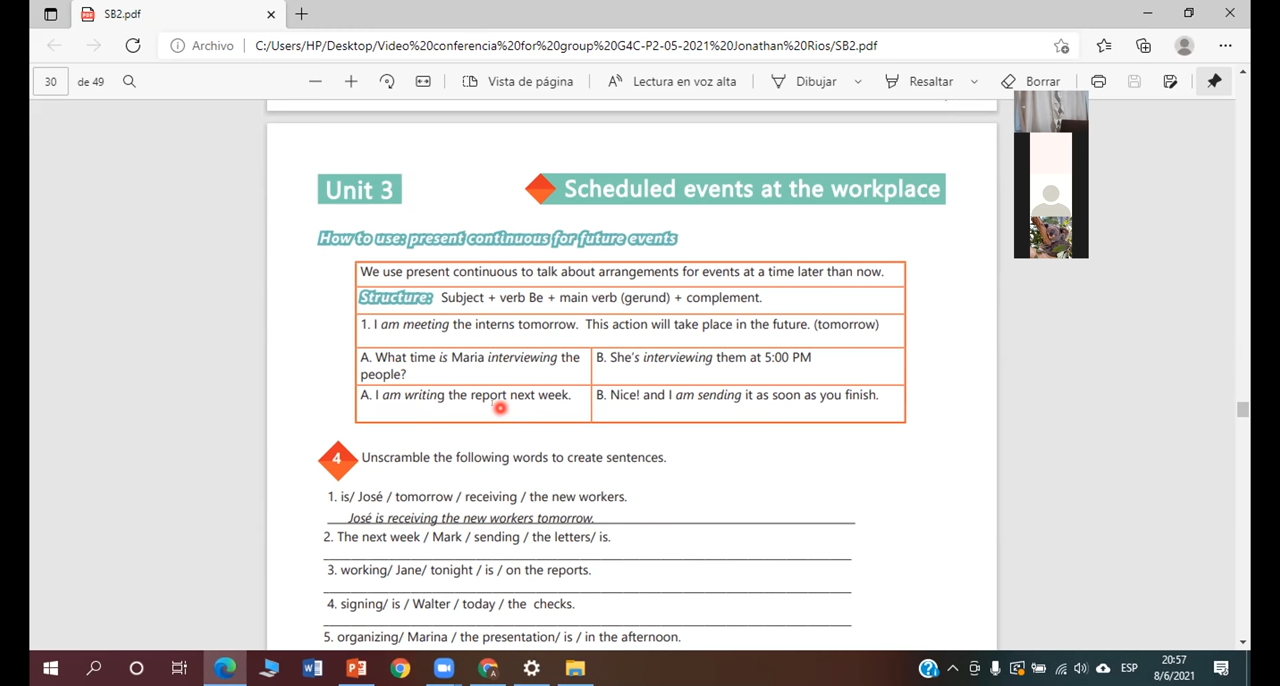 SB2.pdf
Archivo
C:/Users/HP/Desktop/Video%20conferencia%20for%20group%20G4C-P2-05-2021%20Jonathan%20Rios/SB2.pdf
30 de 49
Vista de página
Lectura en voz alta
Dibujar
Resaltar
Borrar
Unit 3
Scheduled events at the workplace
How to use: present continuous for future events
We use present continuous to talk about arrangements for events at a time later than now.
Structure: Subject + verb Be + main verb (gerund) + complement.
1. I am meeting the interns tomorrow. This action will take place in the future. (tomorrow)
A. What time is Maria interviewing the
people?
B. She's interviewing them at 5:00 PM
A. I am writing the report next week.
B. Nice! and I am sending it as soon as you finish.
4 Unscramble the following words to create sentences.
1. is/ José / tomorrow / receiving / the new workers.
José is receiving the new workers tomorrow.
2. The next week / Mark / sending / the letters/ is.
3. working/ Jane/ tonight / is / on the reports.
4. signing/ is / Walter / today / the checks.
5. organizing/ Marina / the presentation/ is / in the afternoon.
ESP
20:57
8/6/2021